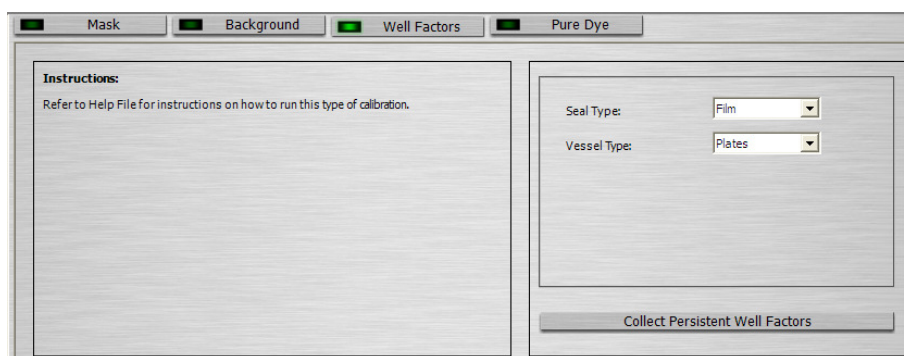 Mask
Background
Well Factors
Pure Dye
Instructions:
Refer to Help File for instructions on how to run this type of calibration.
Seal Type:
Film
Vessel Type:
Plates
Collect Persistent Well Factors